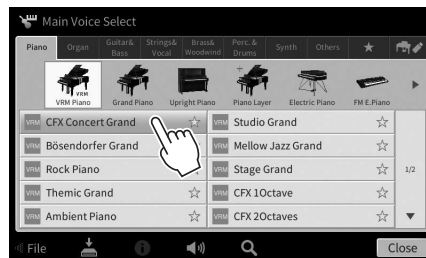 Main Voice Select
Piano Organ Guitar& Bass Strings& Vocal Brass& Woodwind Perc. & Drums Synth Others
VRM
VRM Piano Grand Piano Upright Piano Piano Layer Electric Piano FM E.Piano
VRM CFX Concert Grand VRM Studio Grand
VRM Bösendorfer Grand VRM Mellow Jazz Grand
VRM Rock Piano VRM Stage Grand 1/2
VRM Themic Grand VRM CFX 1Octave
VRM Ambient Piano VRM CFX 2Octaves
File Close